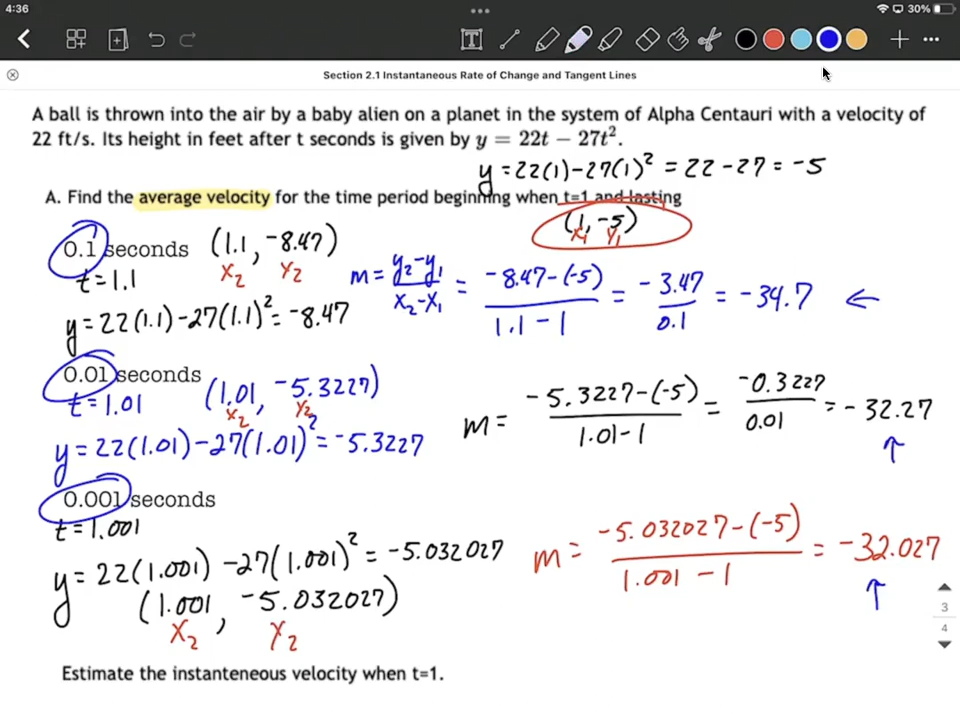 4:36
30%
Section 2.1 Instantaneous Rate of Change and Tangent Lines
A ball is thrown into the air by a baby alien on a planet in the system of Alpha Centauri with a velocity of
22 ft/s. Its height in feet after t seconds is given by y = 22t − 27t².
y = 22(1) - 27(1)² = 22 - 27 = -5
A. Find the average velocity for the time period beginning when t=1 and lasting
(1, -5)
X₁ Y₁
0.1 seconds (1.1, -8.47)
X₂ Y₂
t = 1.1
m = y₂-y₁/x₂-x₁ = -8.47-(-5)/1.1-1 = -3.47/0.1 = -34.7 ←
y = 22(1.1) - 27(1.1)² = -8.47
0.01 seconds (1.01, -5.3227)
X₂ Y₂
t = 1.01
m = -5.3227-(-5)/1.01-1 = -0.3227/0.01 = -32.27
↑
y = 22(1.01) - 27(1.01)² = -5.3227
0.001 seconds
t = 1.001
y = 22(1.001) - 27(1.001)² = -5.032027
m = -5.032027-(-5)/1.001-1 = -32.027
↑
(1.001, -5.032027)
X₂ Y₂
3
4
Estimate the instanteneous velocity when t=1.